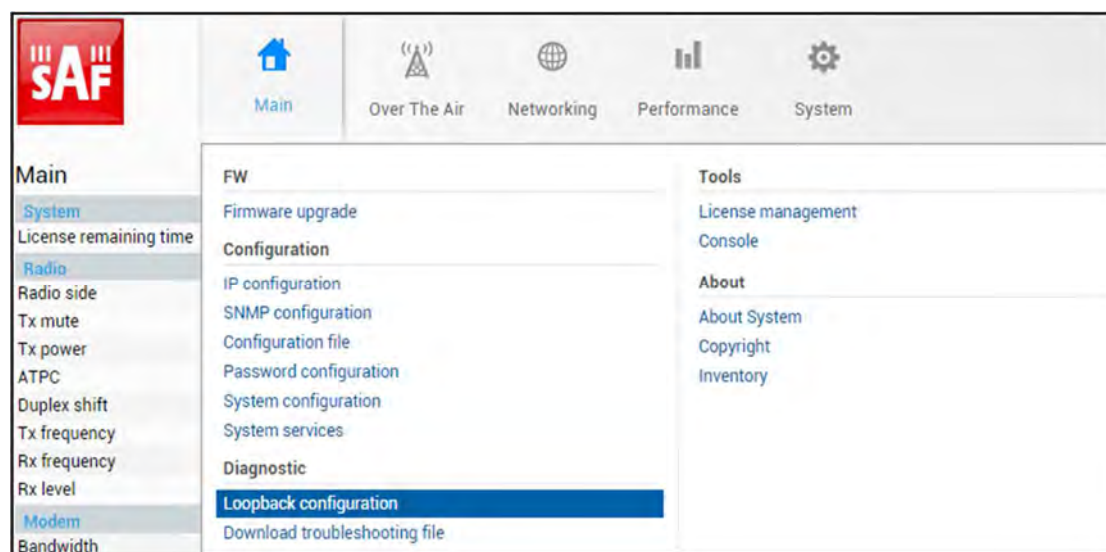 SAF
Main
Over The Air
Networking
Performance
System
Main
System
License remaining time
Radio
Radio side
Tx mute
Tx power
ATPC
Duplex shift
Tx frequency
Rx frequency
Rx level
Modem
Bandwidth
FW
Firmware upgrade
Configuration
IP configuration
SNMP configuration
Configuration file
Password configuration
System configuration
System services
Diagnostic
Loopback configuration
Download troubleshooting file
Tools
License management
Console
About
About System
Copyright
Inventory